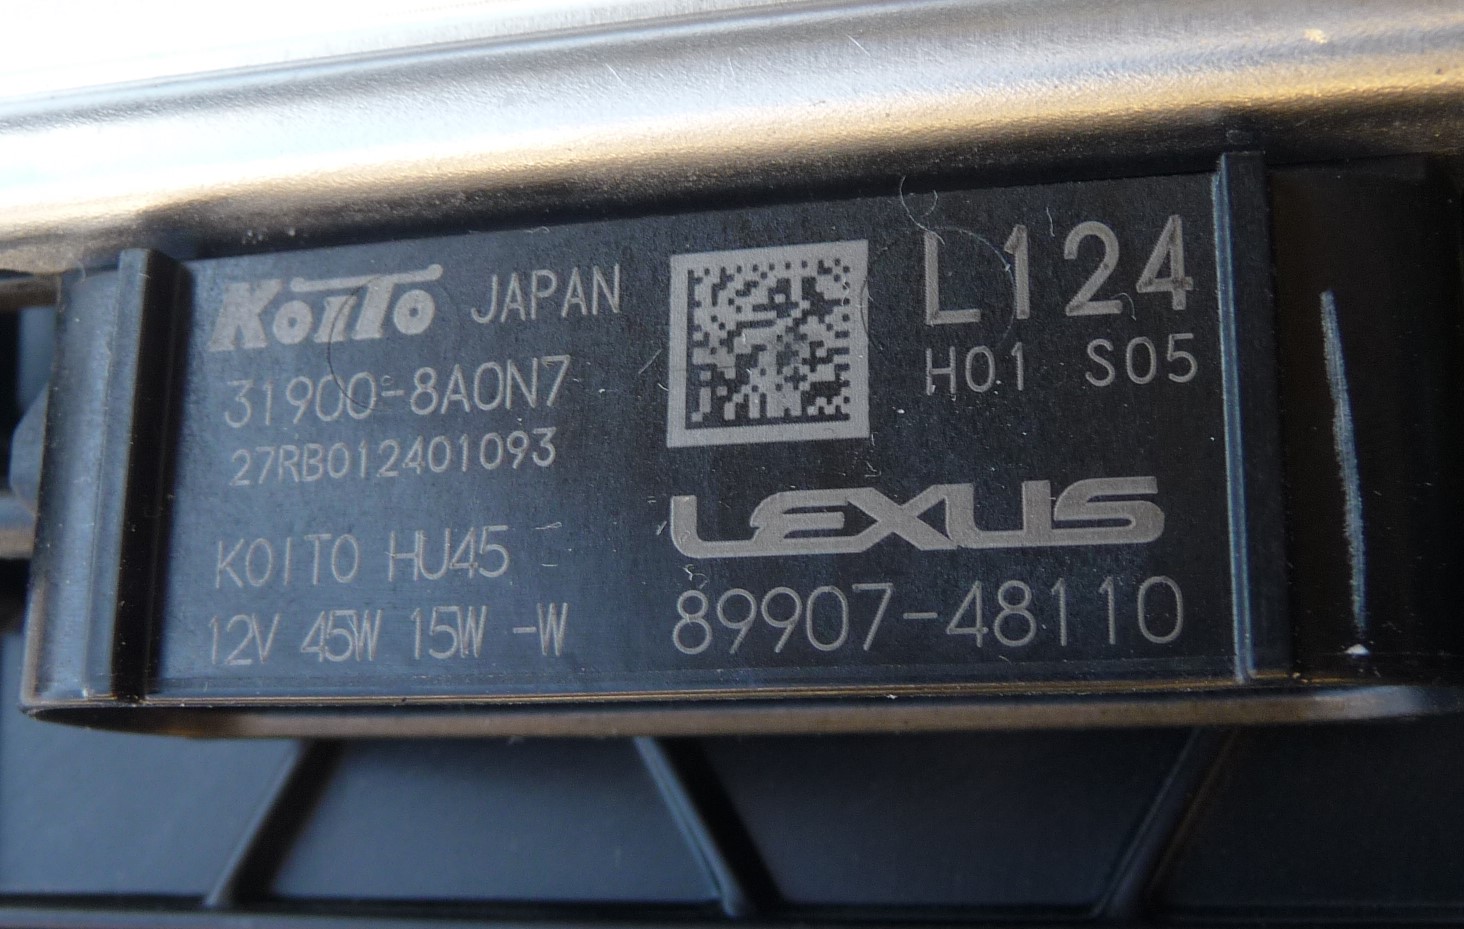 KOITO JAPAN
31900-8A0N7
27RB012401093
KOITO HU45
12V 45W 15W -W
L124
H01 S05
LEXUS
89907-48110